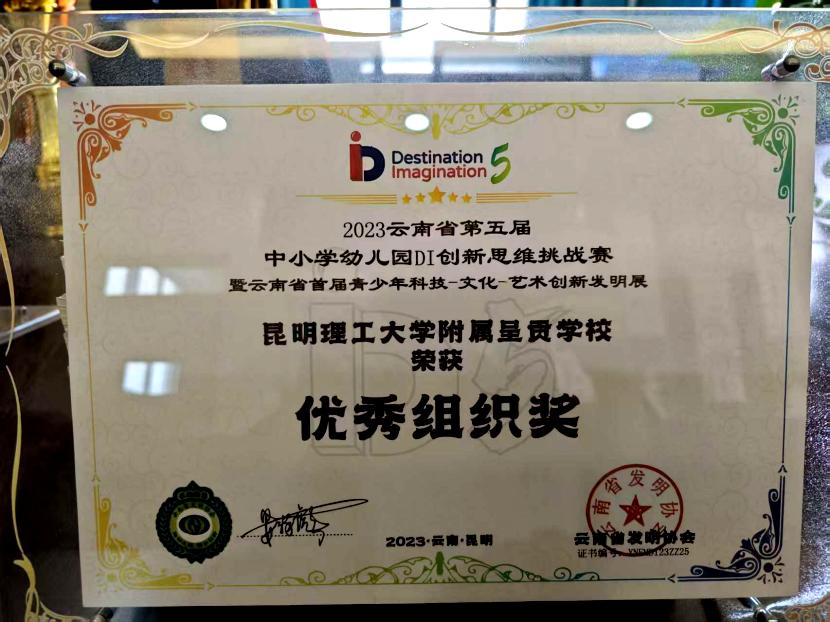 Destination
Imagination 5
2023云南省第五届
中小学幼儿园DI创新思维挑战赛
暨云南省首届青少年科技-文化-艺术创新发明展
昆明理工大学附属呈贡学校
荣获
优秀组织奖
2023·云南·昆明
云南省发明协会
证书编号: